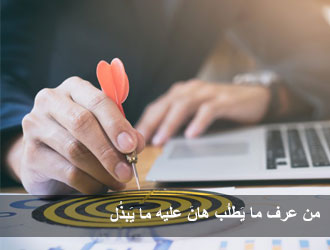 من عرف ما يَطلُب هان عليه ما يَبذُل